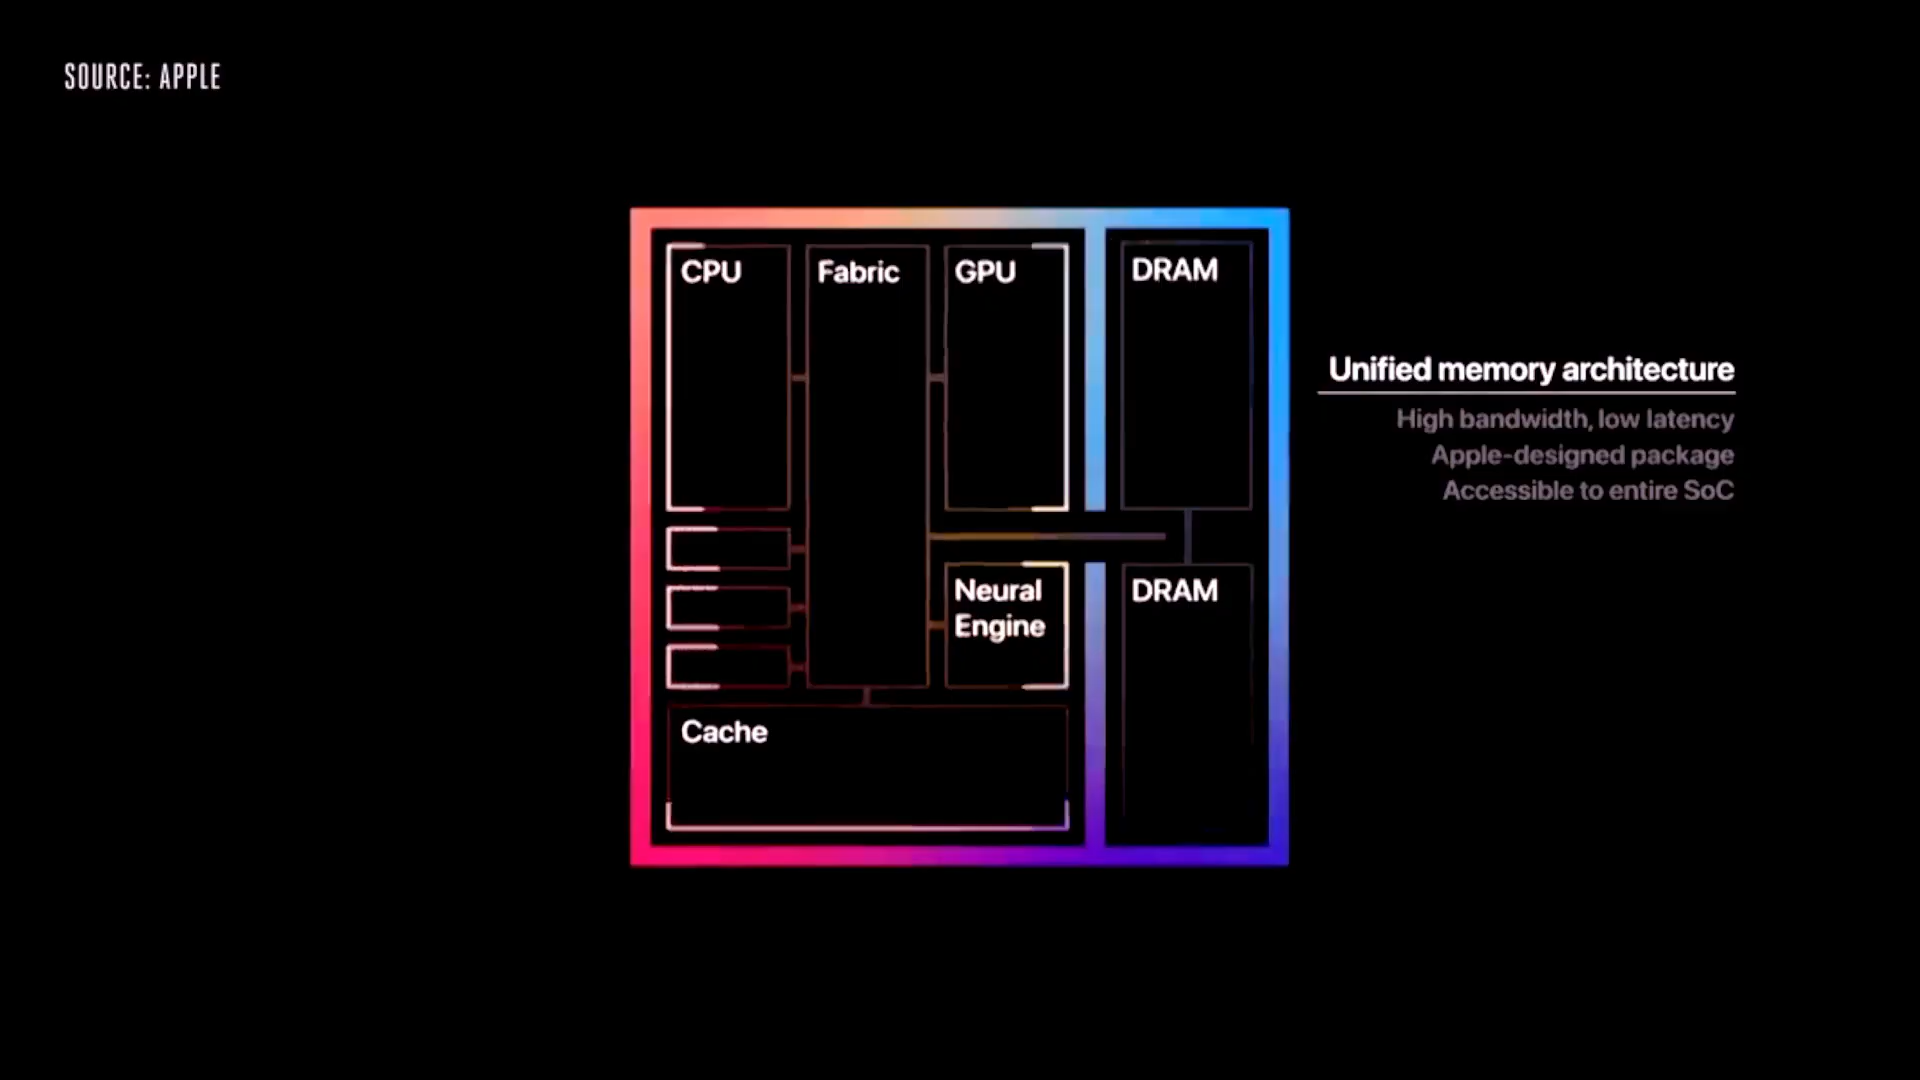 SOURCE: APPLE
CPU
Fabric
GPU
DRAM
Unified memory architecture
High bandwidth, low latency
Apple-designed package
Accessible to entire SoC
Neural
Engine
DRAM
Cache